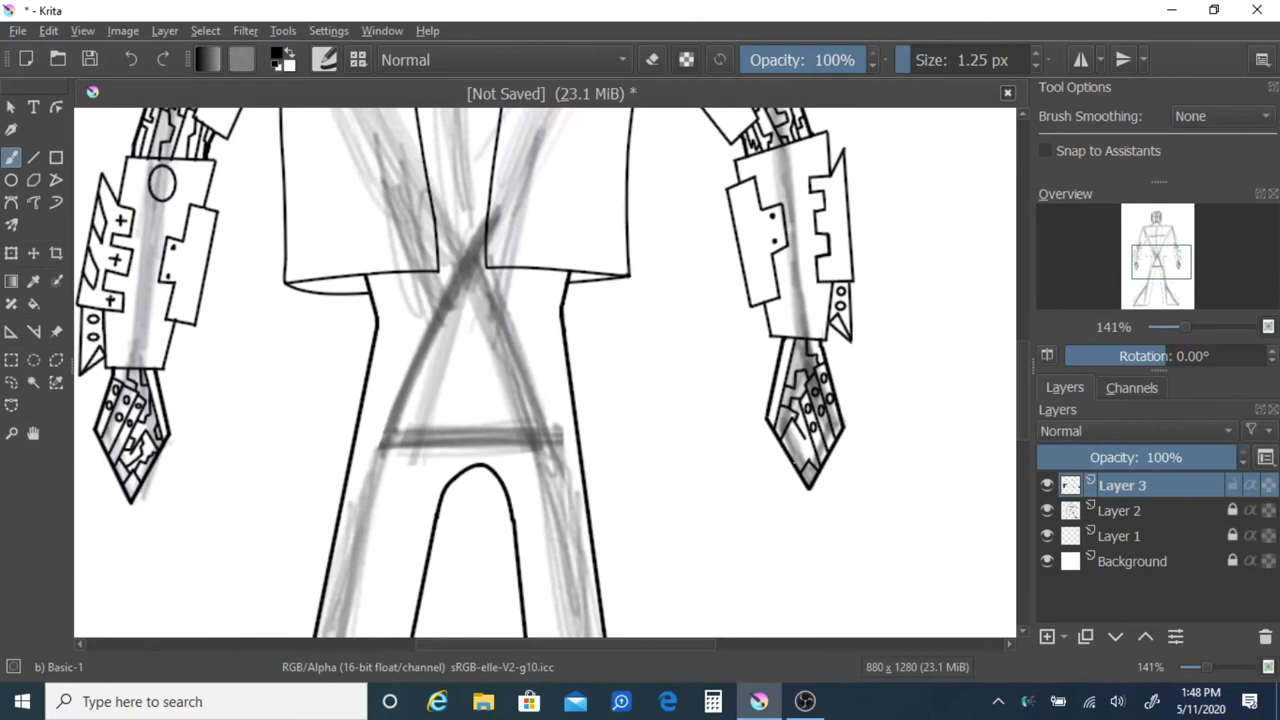 * - Krita
File Edit View Image Layer Select Filter Tools Settings Window Help
Normal Opacity: 100% Size: 1.25 px
[Not Saved] (23.1 MiB) *
Tool Options
Brush Smoothing: None
Snap to Assistants
Overview
141%
Rotation: 0.00°
Layers Channels
Layers
Normal
Opacity: 100%
Layer 3
Layer 2
Layer 1
Background
b) Basic-1 RGB/Alpha (16-bit float/channel) sRGB-elle-V2-g10.icc 880 x 1280 (23.1 MiB) 141%
Type here to search
1:48 PM
5/11/2020